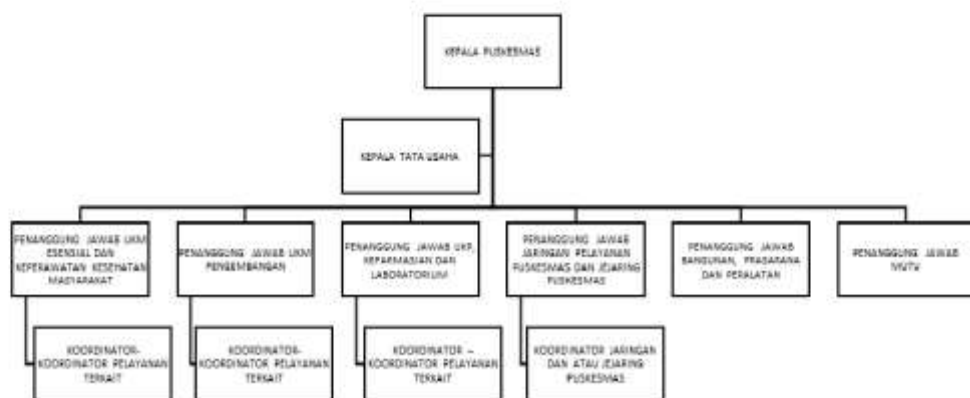 KEPALA PUSKESMAS
KEPALA TATA USAHA
PENANGGUNG JAWAB UKM
ESENSIAL DAN
KEPERAWATAN KESEHATAN
MASYARAKAT
PENANGGUNG JAWAB UKM
PENGEMBANGAN
PENANGGUNG JAWAB UKP,
KEFARMASIAN DAN
LABORATORIUM
PENANGGUNG JAWAB
JARINGAN PELAYANAN
PUSKESMAS DAN JEJARING
PUSKESMAS
PENANGGUNG JAWAB
BANGUNAN, PRASARANA
DAN PERALATAN
PENANGGUNG JAWAB
MUTU
KOORDINATOR-
KOORDINATOR PELAYANAN
TERKAIT
KOORDINATOR-
KOORDINATOR PELAYANAN
TERKAIT
KOORDINATOR –
KOORDINATOR PELAYANAN
TERKAIT
KOORDINATOR JARINGAN
DAN ATAU JEJARING
PUSKESMAS